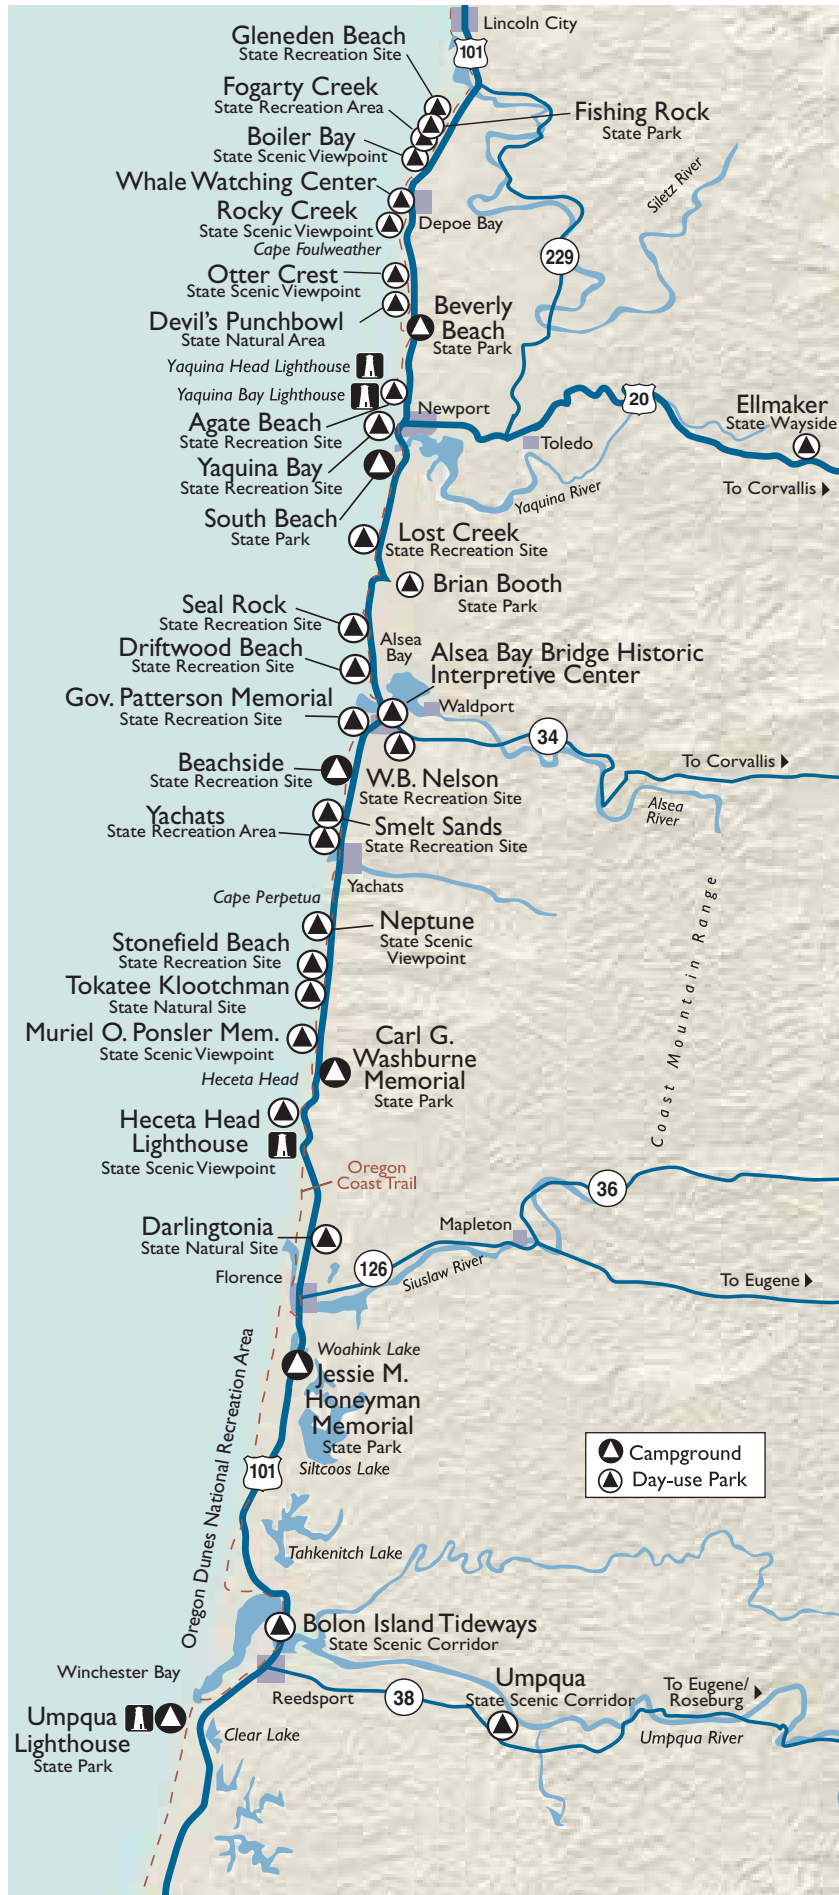 Lincoln City
Gleneden Beach
State Recreation Site
101
Fogarty Creek
State Recreation Area
Fishing Rock
State Park
Boiler Bay
State Scenic Viewpoint
Whale Watching Center
Siletz River
Rocky Creek
State Scenic Viewpoint
Depoe Bay
Cape Foulweather
229
Otter Crest
State Scenic Viewpoint
Beverly
Beach
State Park
Devil's Punchbowl
State Natural Area
Yaquina Head Lighthouse
Yaquina Bay Lighthouse
Newport
20
Ellmaker
State Wayside
Agate Beach
State Recreation Site
Toledo
Yaquina Bay
State Recreation Site
To Corvallis
Yaquina River
South Beach
State Park
Lost Creek
State Recreation Site
Brian Booth
State Park
Seal Rock
State Recreation Site
Driftwood Beach
State Recreation Site
Alsea
Bay
Alsea Bay Bridge Historic
Interpretive Center
Gov. Patterson Memorial
State Recreation Site
Waldport
34
To Corvallis
Beachside
State Recreation Site
W.B. Nelson
State Recreation Site
Alsea
River
Yachats
State Recreation Area
Smelt Sands
State Recreation Site
Yachats
Cape Perpetua
Coast Mountain Range
Neptune
State Scenic
Viewpoint
Stonefield Beach
State Recreation Site
Tokatee Klootchman
State Natural Site
Muriel O. Ponsler Mem.
State Scenic Viewpoint
Carl G.
Washburne
Memorial
State Park
Heceta Head
Heceta Head
Lighthouse
State Scenic Viewpoint
Oregon
Coast Trail
36
Darlingtonia
State Natural Site
Mapleton
Florence
126
Siuslaw River
To Eugene
Oregon Dunes National Recreation Area
Woahink Lake
Jessie M.
Honeyman
Memorial
State Park
Siltcoos Lake
Campground
Day-use Park
101
Tahkenitch Lake
Bolon Island Tideways
State Scenic Corridor
Winchester Bay
Reedsport
38
Umpqua
State Scenic Corridor
To Eugene/
Roseburg
Umpqua
Lighthouse
State Park
Clear Lake
Umpqua River